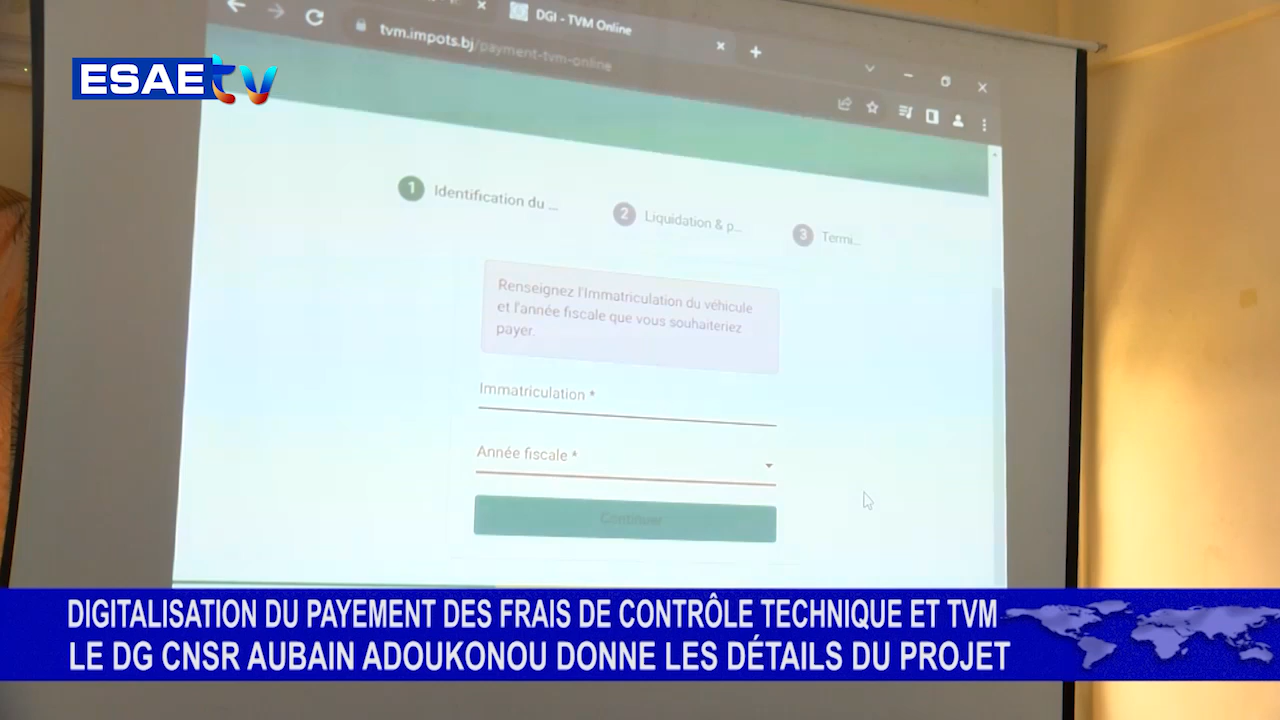 DGI - TVM Online
tvm.impots.bj/payment-tvm-online
ESAEtv
1 Identification du ...
2 Liquidation & p...
3 Termi...
Renseignez l'Immatriculation du véhicule
et l'année fiscale que vous souhaiteriez
payer.
Immatriculation *
Année fiscale *
Continuer
DIGITALISATION DU PAYEMENT DES FRAIS DE CONTRÔLE TECHNIQUE ET TVM
LE DG CNSR AUBAIN ADOUKONOU DONNE LES DÉTAILS DU PROJET